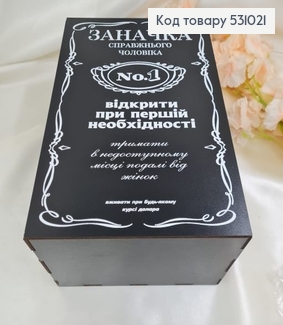 Код товару 531021
ЗАНАЧКА
СПРАВЖНЬОГО
ЧОЛОВІКА
No.1
відкрити
при першій
необхідності
тримати
в недоступному
місці подалі від
жінок
вживати при будь-якому
курсі долара